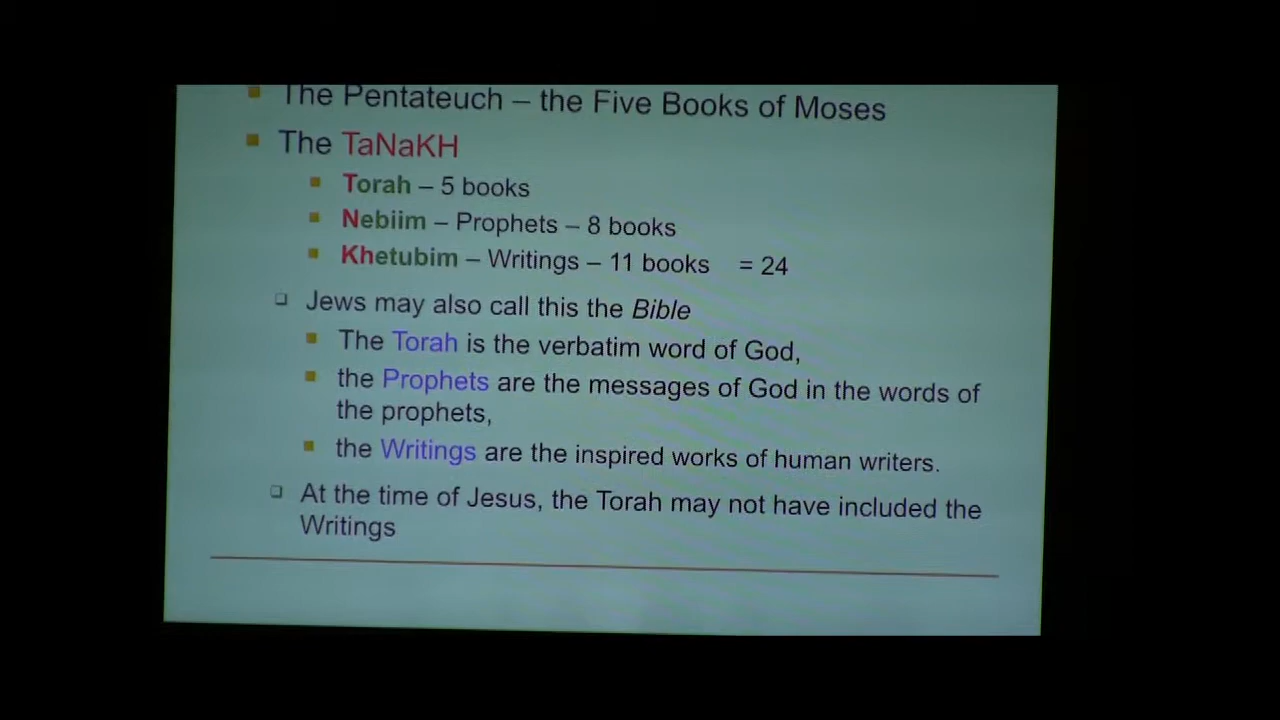 The Pentateuch – the Five Books of Moses
The TaNaKH
Torah – 5 books
Nebiim – Prophets – 8 books
Khetubim – Writings – 11 books = 24
Jews may also call this the Bible
The Torah is the verbatim word of God,
the Prophets are the messages of God in the words of
the prophets,
the Writings are the inspired works of human writers.
At the time of Jesus, the Torah may not have included the
Writings